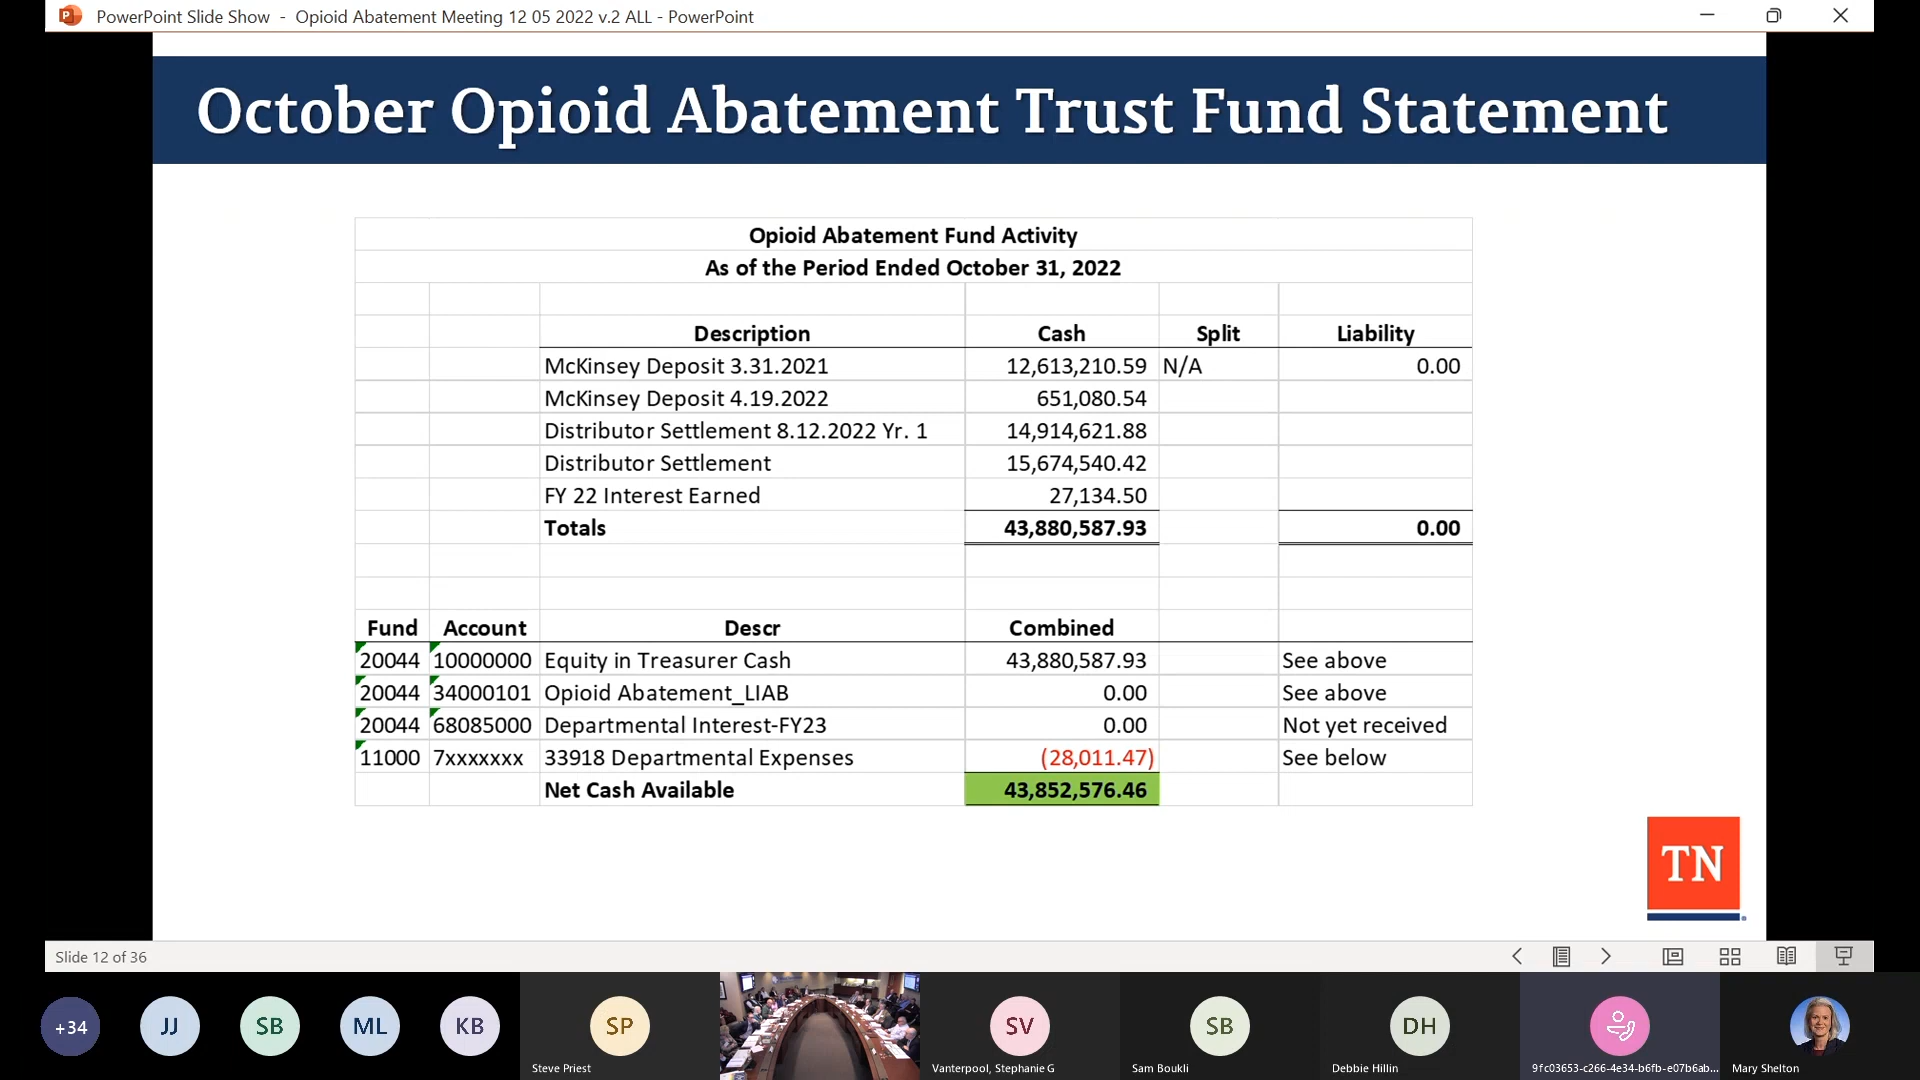 PowerPoint Slide Show - Opioid Abatement Meeting 12 05 2022 v.2 ALL - PowerPoint
October Opioid Abatement Trust Fund Statement
Opioid Abatement Fund Activity
As of the Period Ended October 31, 2022
Description Cash Split Liability
McKinsey Deposit 3.31.2021 12,613,210.59 N/A 0.00
McKinsey Deposit 4.19.2022 651,080.54
Distributor Settlement 8.12.2022 Yr. 1 14,914,621.88
Distributor Settlement 15,674,540.42
FY 22 Interest Earned 27,134.50
Totals 43,880,587.93 0.00
Fund Account Descr Combined
20044 10000000 Equity in Treasurer Cash 43,880,587.93 See above
20044 34000101 Opioid Abatement_LIAB 0.00 See above
20044 68085000 Departmental Interest-FY23 0.00 Not yet received
11000 7xxxxxxx 33918 Departmental Expenses (28,011.47) See below
Net Cash Available 43,852,576.46
TN
Slide 12 of 36
+34 JJ SB ML KB SP SV SB DH
Steve Priest Vanterpool, Stephanie G Sam Boukli Debbie Hillin 9fc03653-c266-4e34-b6fb-e07b6ab... Mary Shelton